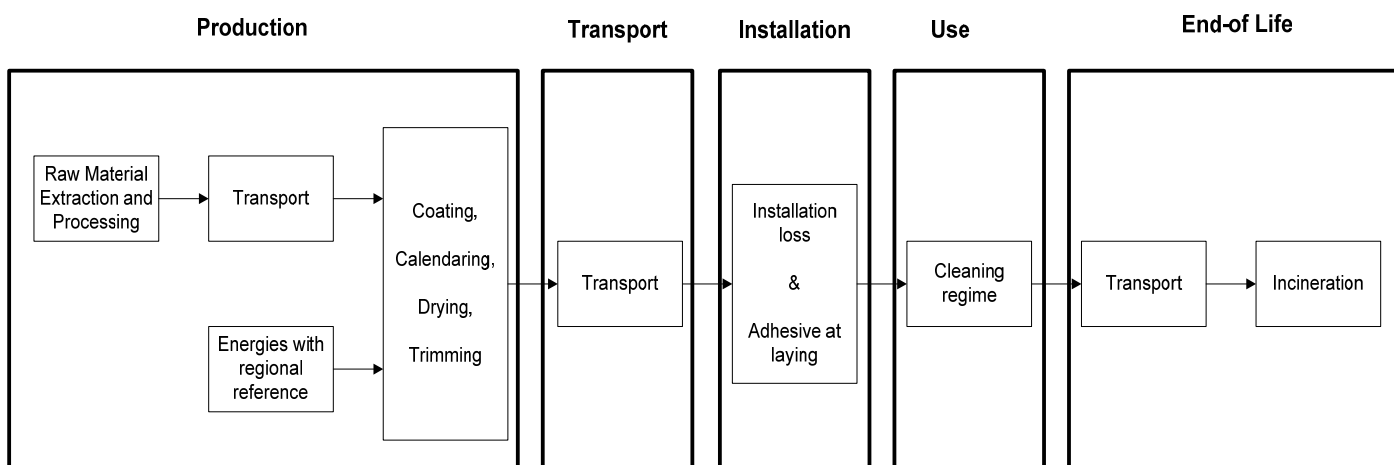 Production
Transport
Installation
Use
End-of Life
Raw Material
Extraction and
Processing
Transport
Energies with
regional
reference
Coating,
Calendaring,
Drying,
Trimming
Transport
Installation
loss
&
Adhesive at
laying
Cleaning
regime
Transport
Incineration